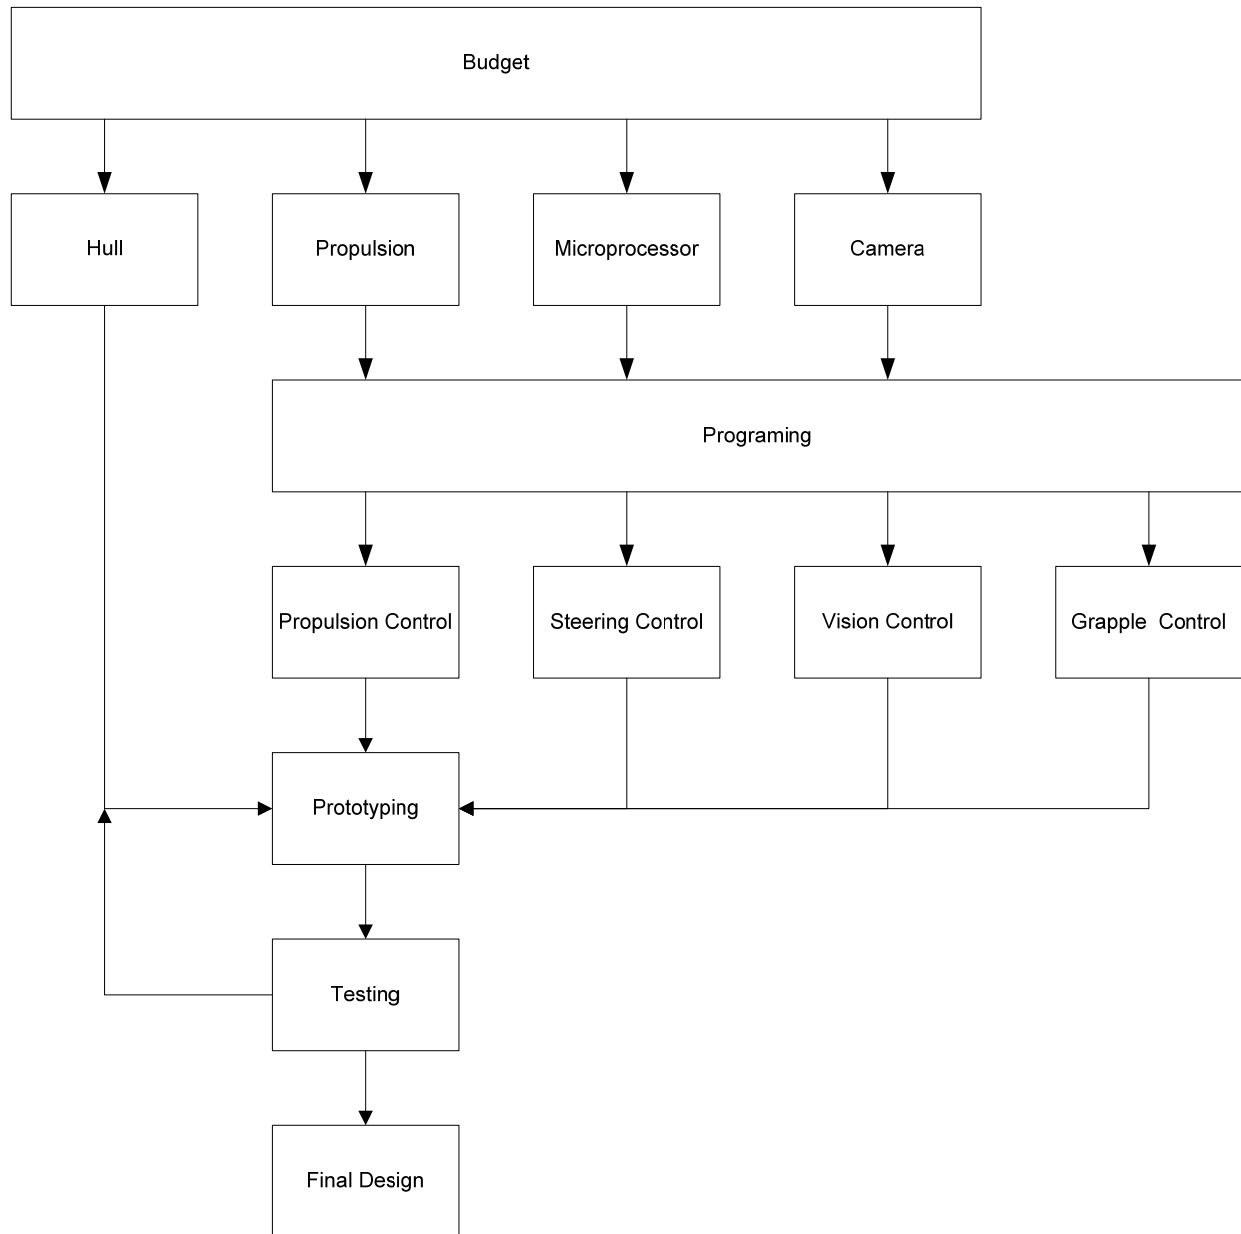 Budget
Hull
Propulsion
Microprocessor
Camera
Programing
Propulsion Control
Steering Control
Vision Control
Grapple  Control
Prototyping
Testing
Final Design